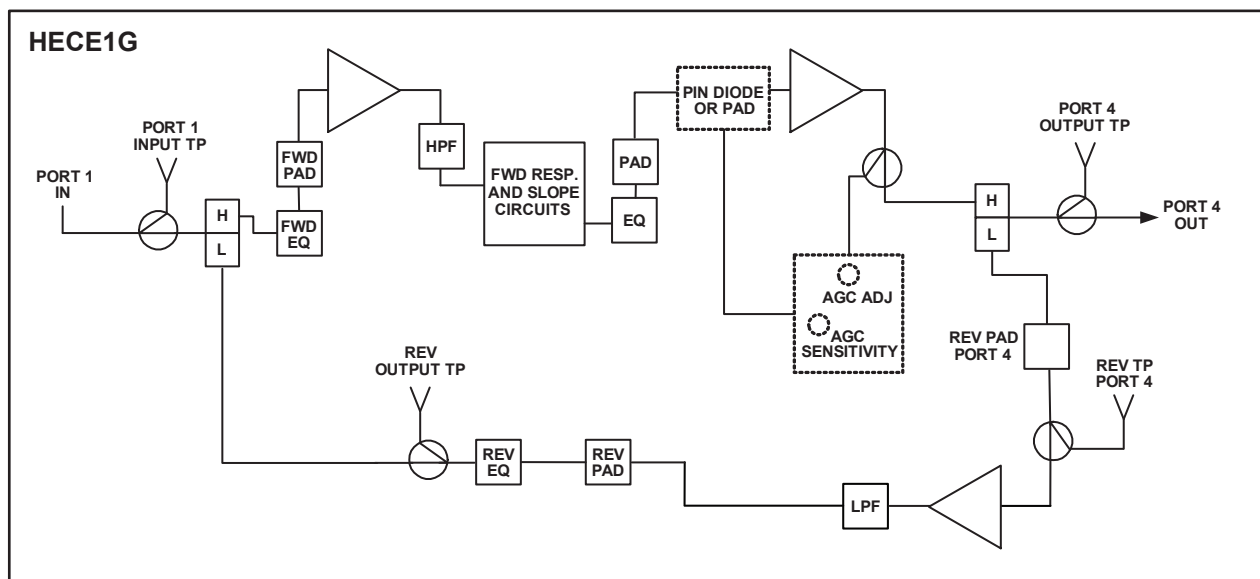 HECE1G
PORT 1
INPUT TP
PORT 1
IN
H
L
FWD
PAD
FWD
EQ
HPF
FWD RESP.
AND SLOPE
CIRCUITS
PAD
EQ
PIN DIODE
OR PAD
AGC ADJ
AGC
SENSITIVITY
H
L
PORT 4
OUTPUT TP
PORT 4
OUT
REV PAD
PORT 4
REV TP
PORT 4
REV
OUTPUT TP
REV
EQ
REV
PAD
LPF